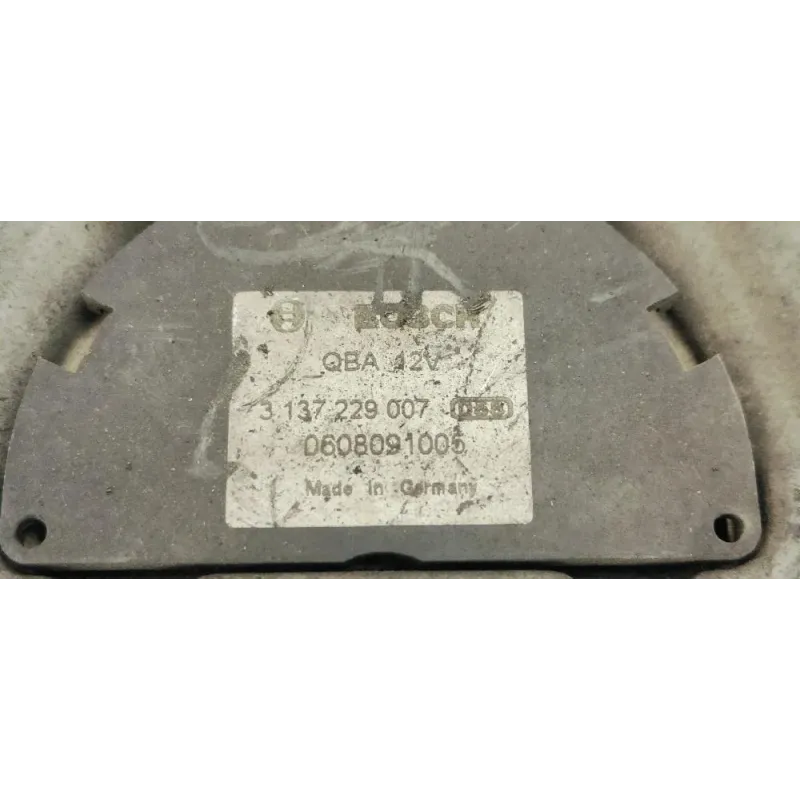 BOSCH
QBA 12V
3 137 229 007
0608091005
Made in Germany